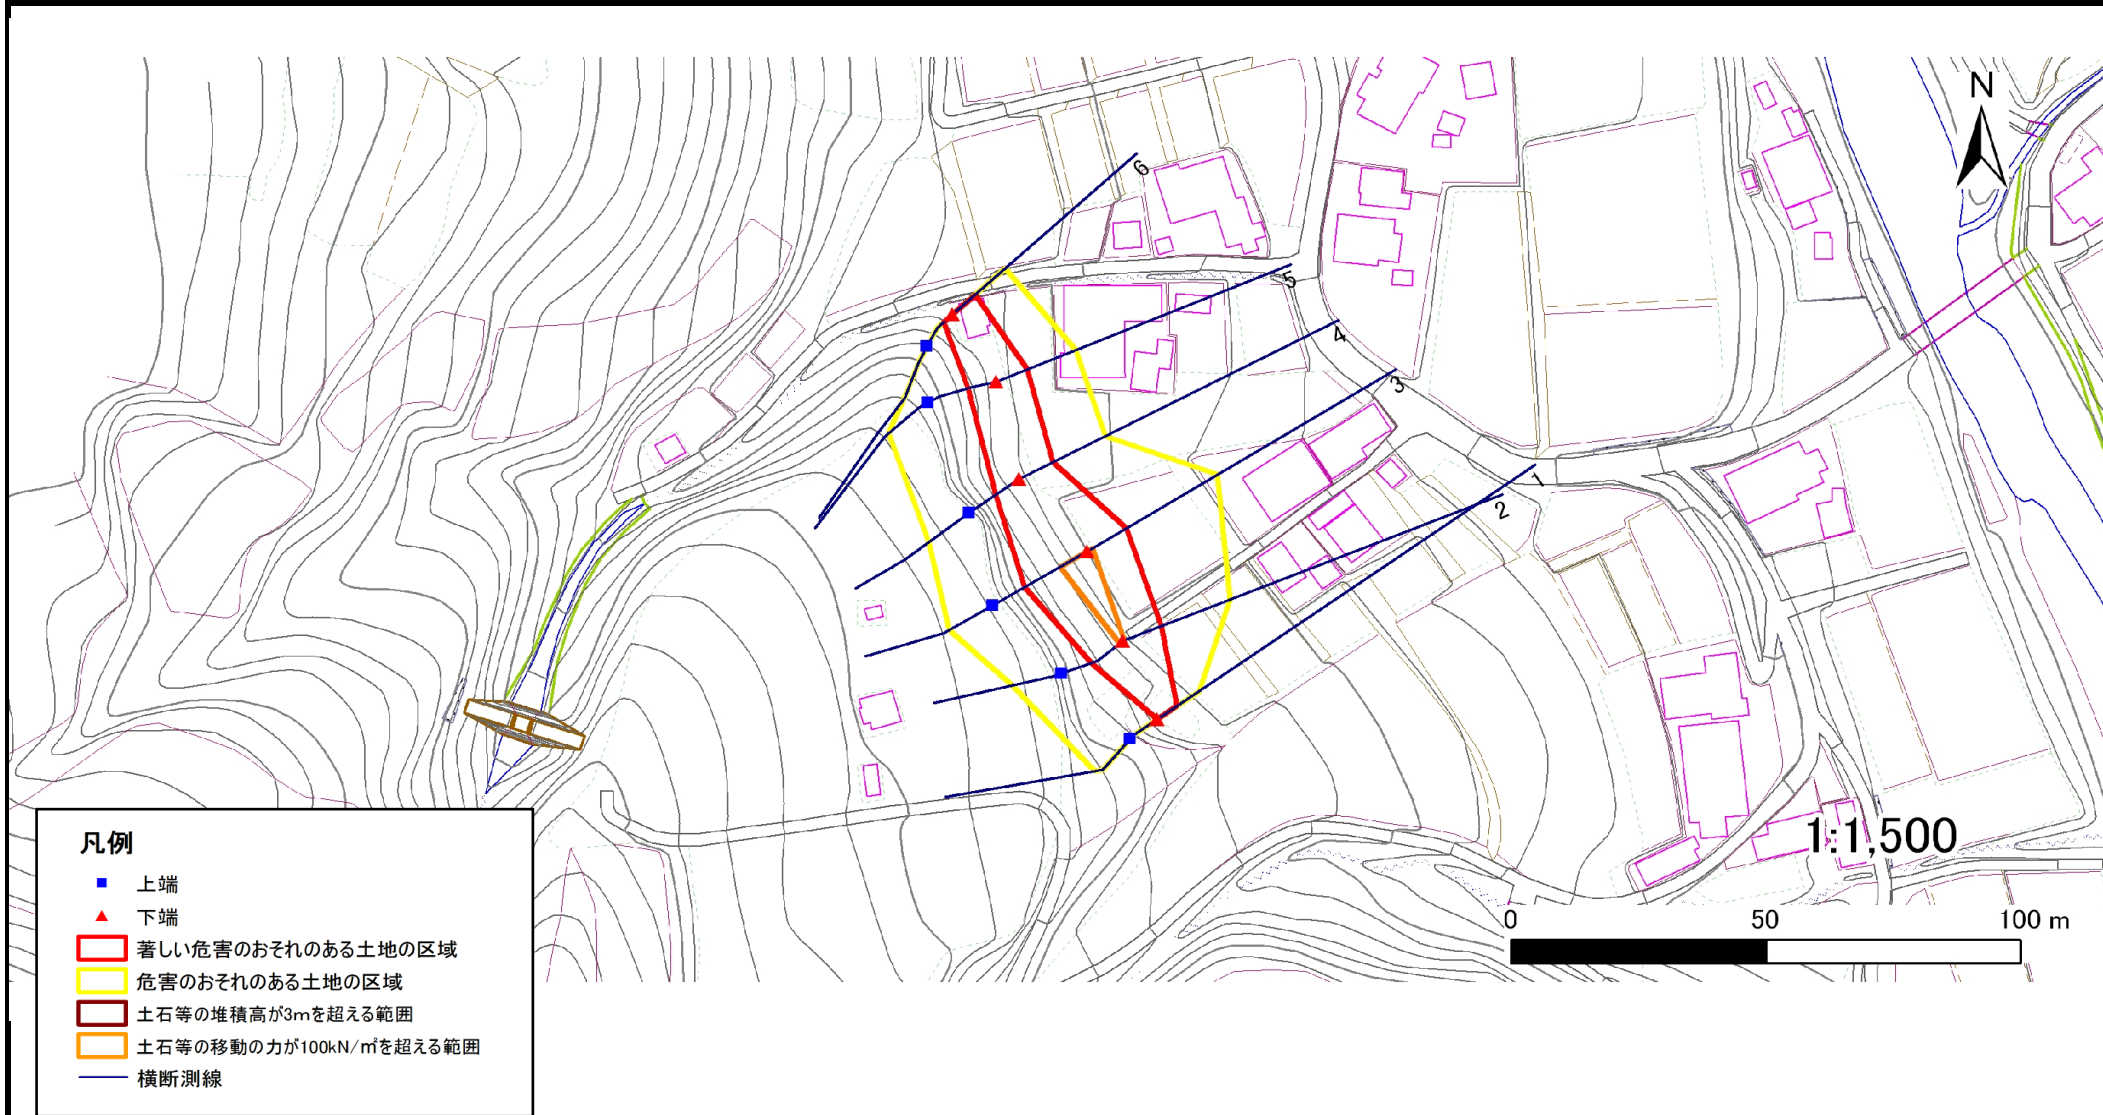 N
6
5
4
3
1
2
1:1,500
0 50 100 m
凡例
上端
下端
著しい危害のおそれのある土地の区域
危害のおそれのある土地の区域
土石等の堆積高が3mを超える範囲
土石等の移動の力が100kN/㎡を超える範囲
横断測線